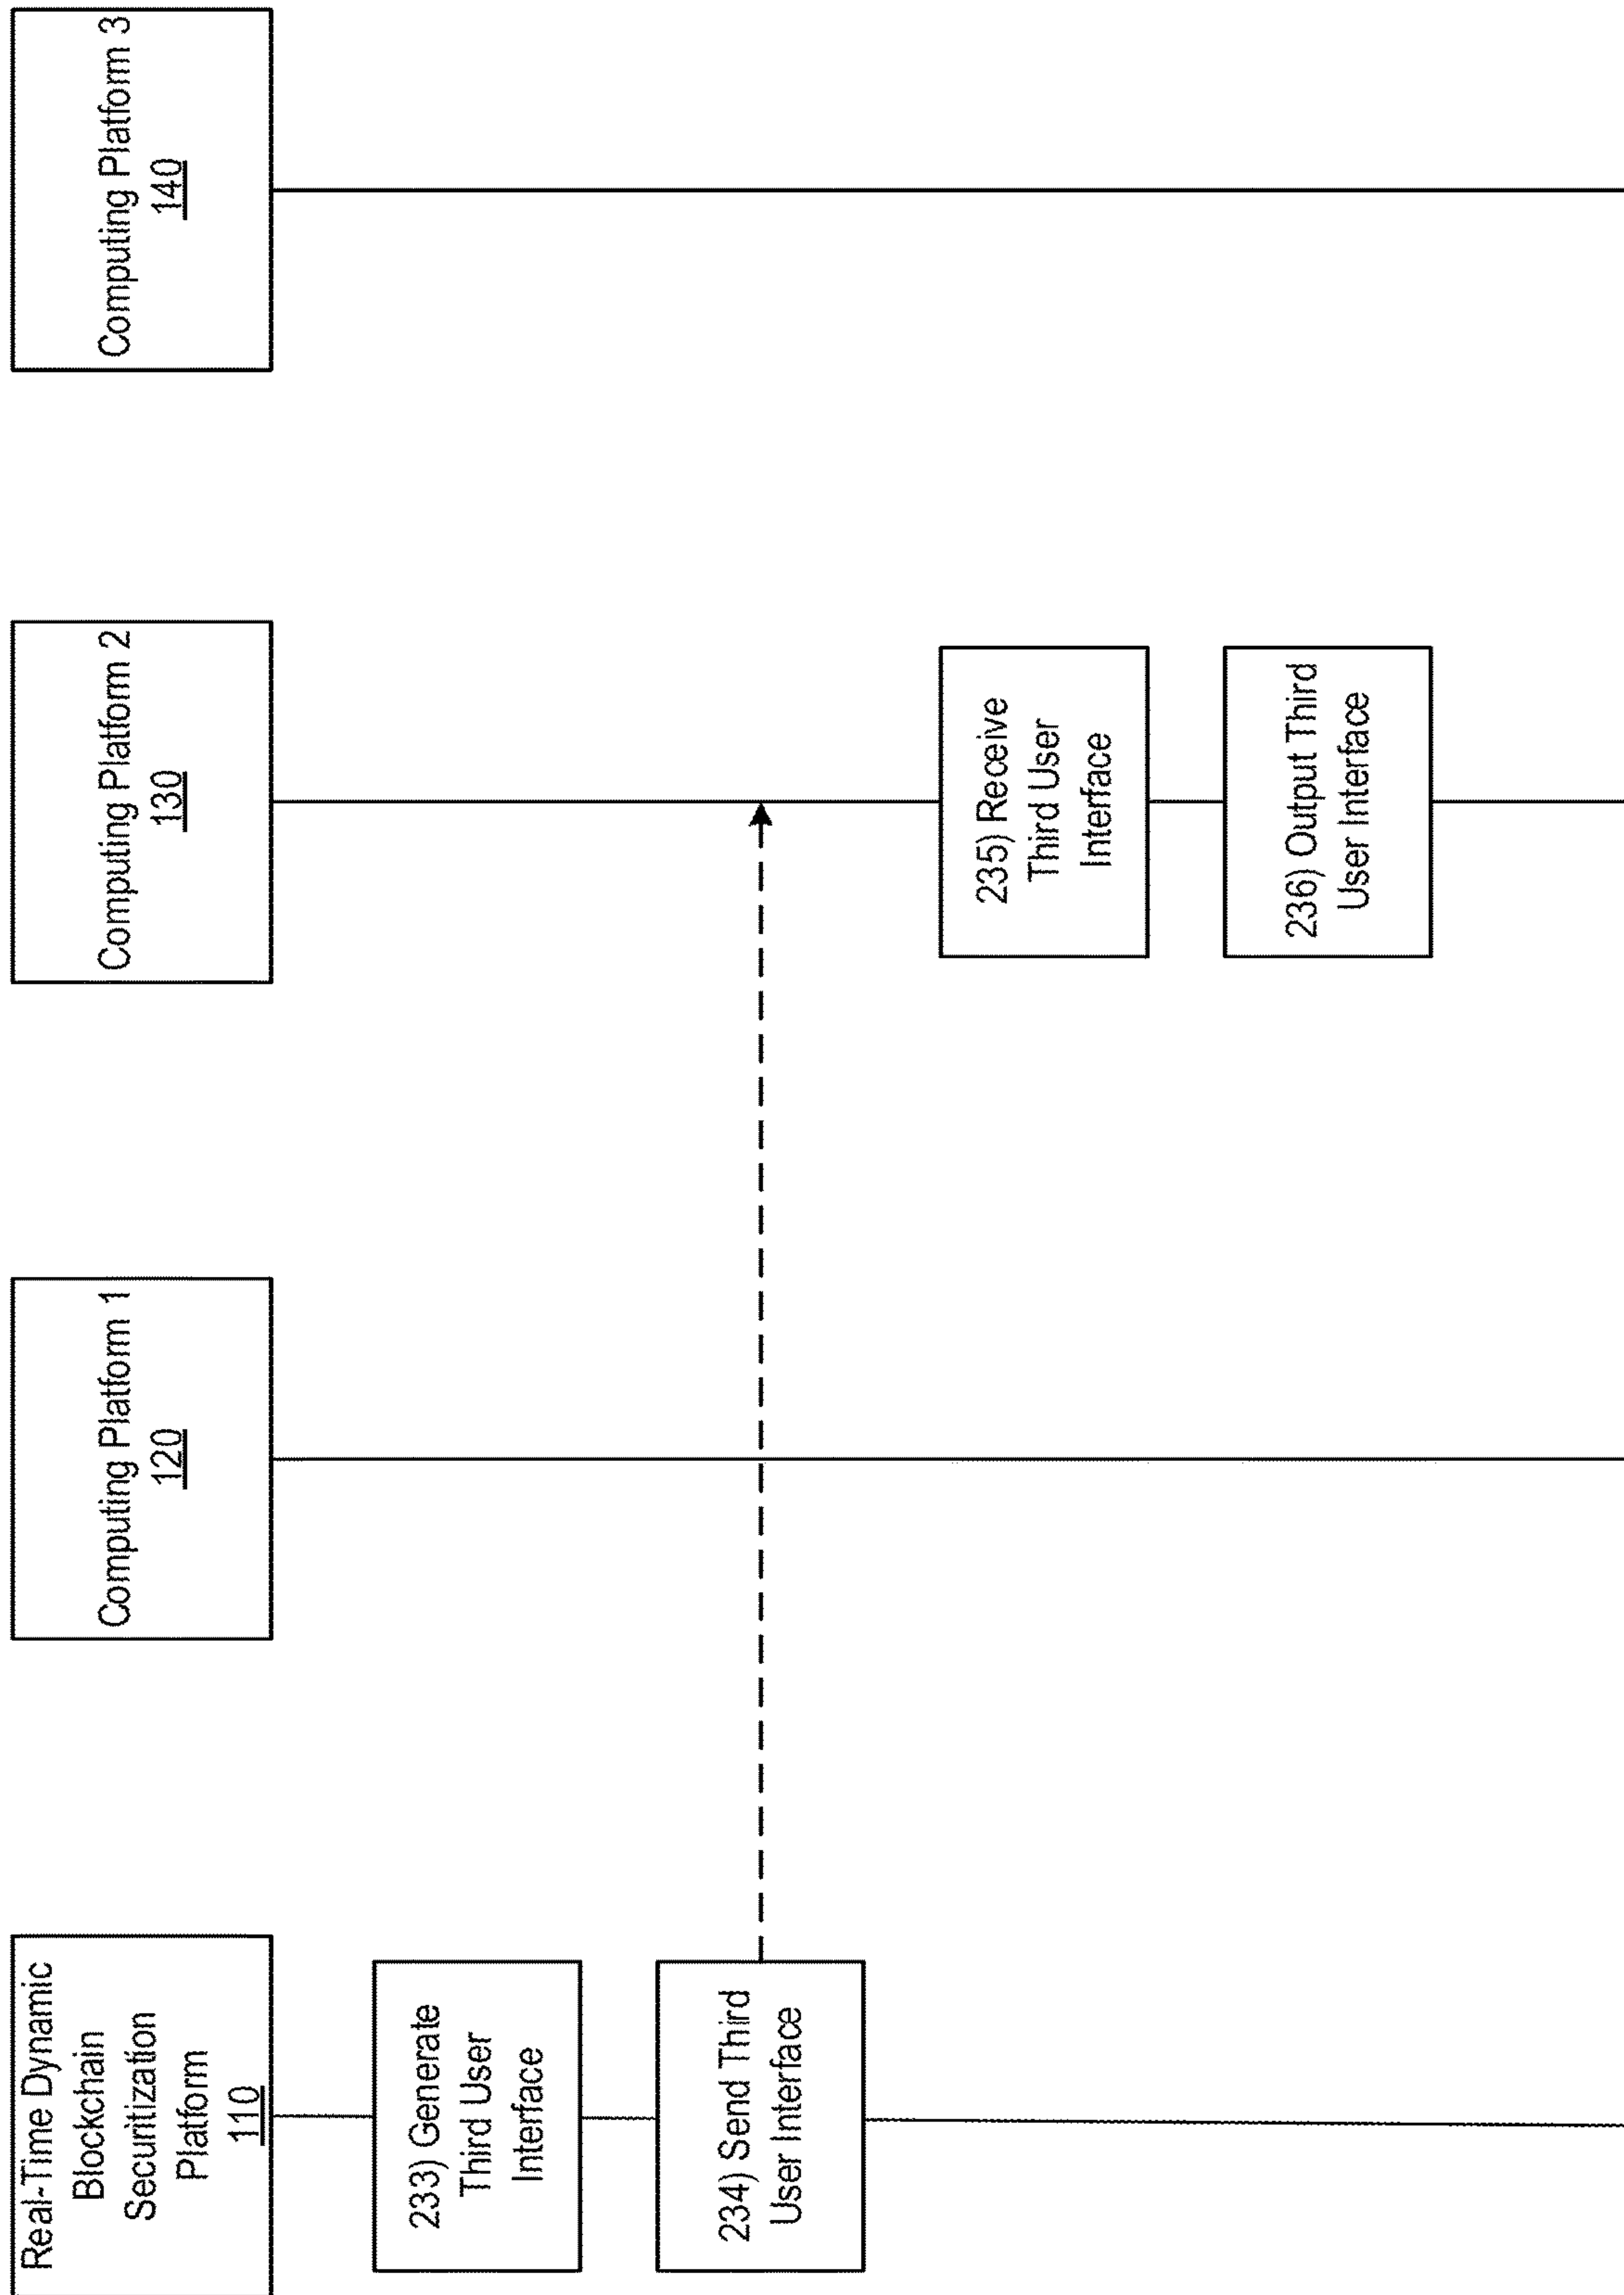 Real-Time Dynamic
Blockchain
Securitization
Platform
110
Computing Platform 1
120
Computing Platform 2
130
Computing Platform 3
140
233) Generate
Third User
Interface
234) Send Third
User Interface
235) Receive
Third User
Interface
236) Output Third
User Interface